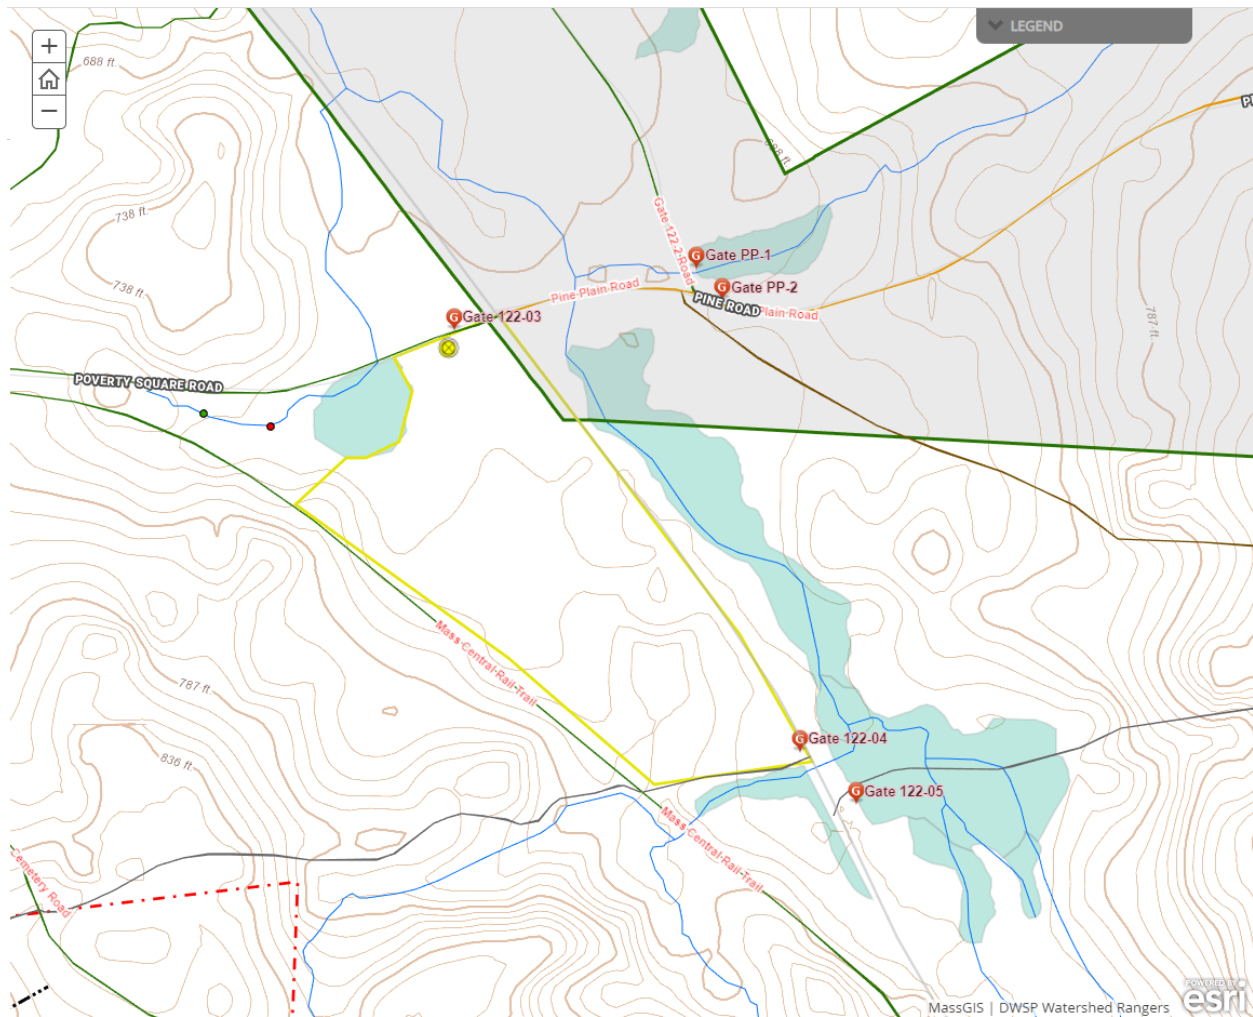 LEGEND
+
−
688 ft.
688 ft.
738 ft.
738 ft.
Gate 122-2 Road
Gate PP-1
Gate PP-2
Pine Plain Road
PINE ROAD
Plain Road
Gate 122-03
787 ft.
POVERTY SQUARE ROAD
Mass Central Rail Trail
787 ft.
836 ft.
Gate 122-04
Gate 122-05
Mass Central Rail Trail
Cemetery Road
MassGIS | DWSP Watershed Rangers
POWERED BY
esri